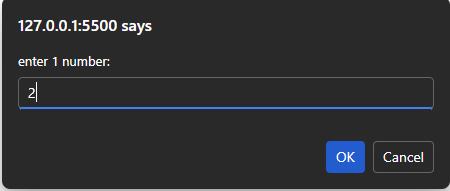 127.0.0.1:5500 says
enter 1 number:
2
OK Cancel